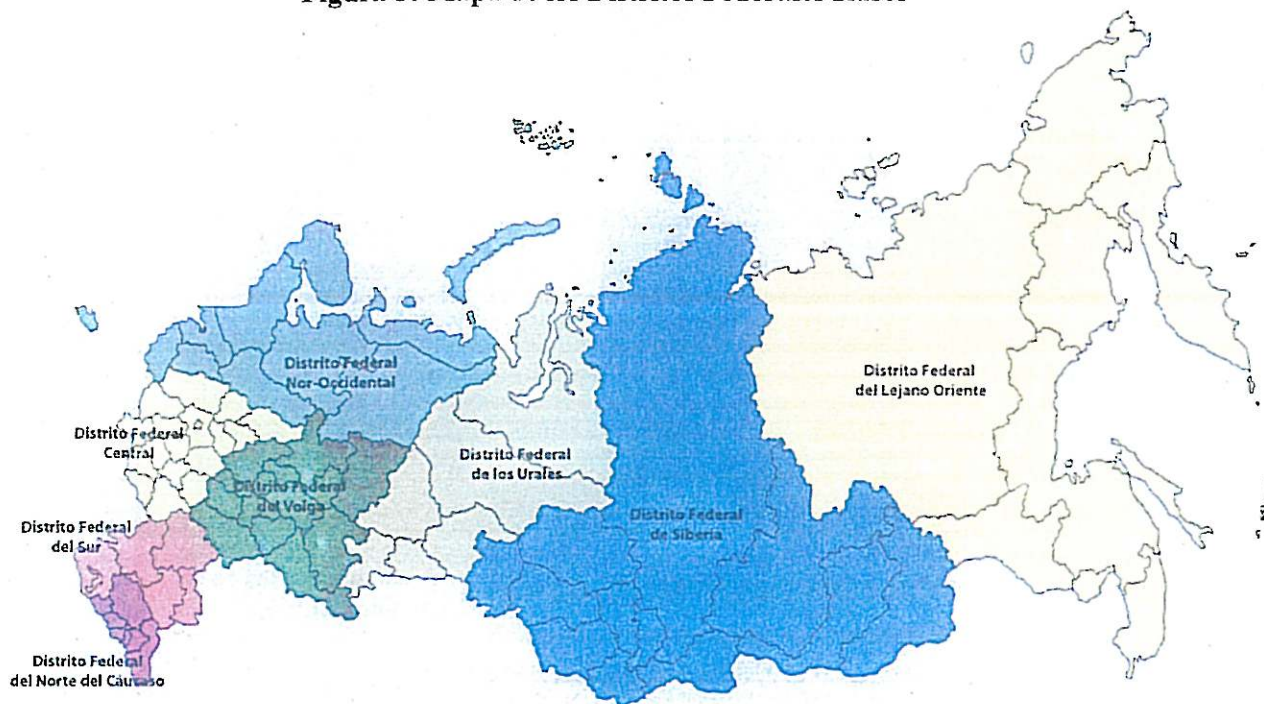 Distrito Federal
Nor-Occidental
Distrito Federal
del Lejano Oriente
Distrito Federal
Central
Distrito Federal
de los Urales
Distrito Federal
del Volga
Distrito Federal
de Siberia
Distrito Federal
del Sur
Distrito Federal
del Norte del Cáucaso